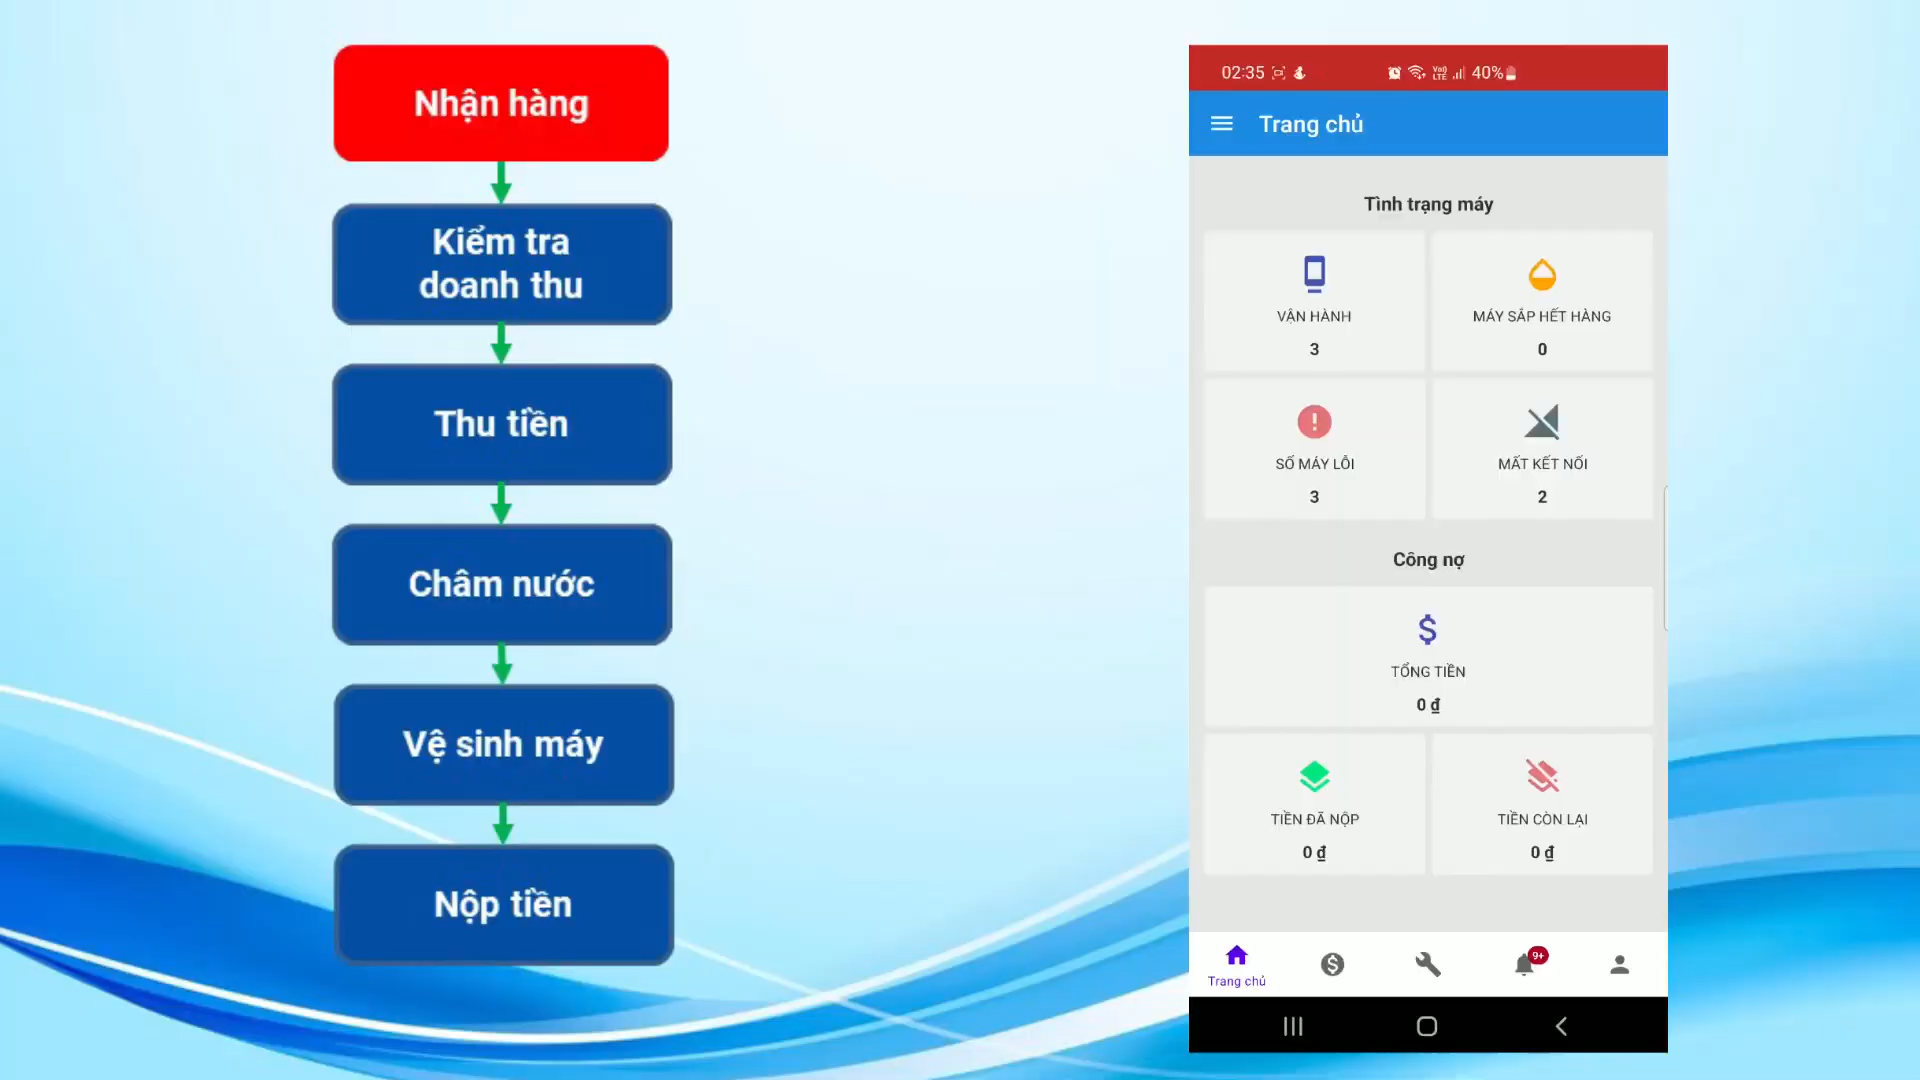 Nhận hàng
Kiểm tra
doanh thu
Thu tiền
Châm nước
Vệ sinh máy
Nộp tiền
02:35
Vo)) LTE 40%
Trang chủ
Tình trạng máy
VẬN HÀNH
3
MÁY SẮP HẾT HÀNG
0
SỐ MÁY LỖI
3
MẤT KẾT NỐI
2
Công nợ
TỔNG TIỀN
0 ₫
TIỀN ĐÃ NỘP
0 ₫
TIỀN CÒN LẠI
0 ₫
9+
Trang chủ